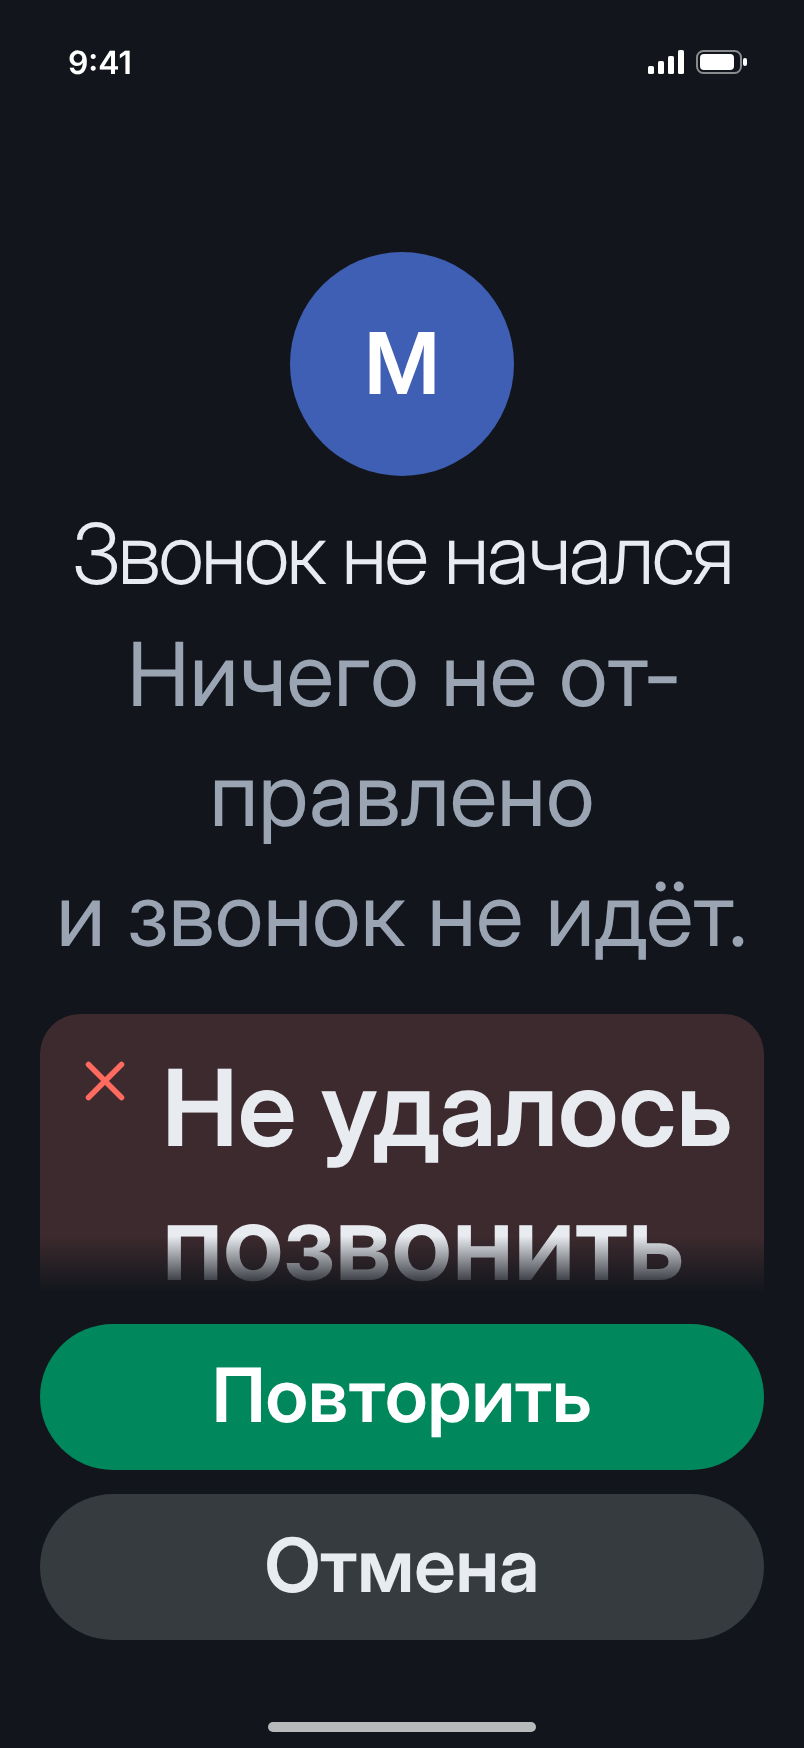 9:41
М
Звонок не начался
Ничего не от-
правлено
и звонок не идёт.
Не удалось
позвонить
Повторить
Отмена